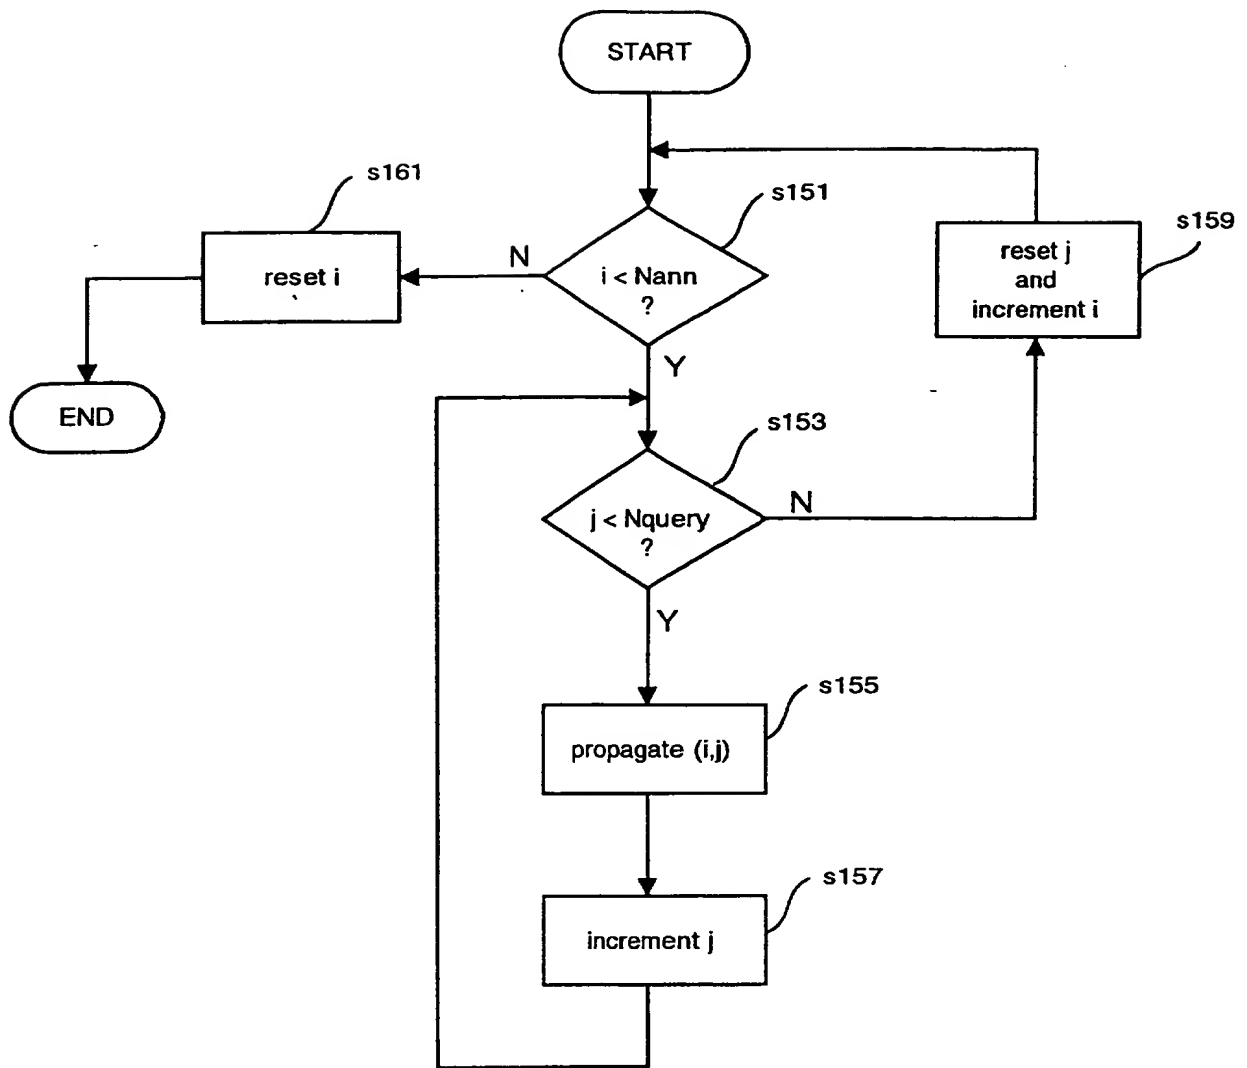 START
s161
s151
s159
reset i
N
i < Nann
?
reset j
and
increment i
Y
END
s153
j < Nquery
?
N
Y
s155
propagate (i,j)
s157
increment j